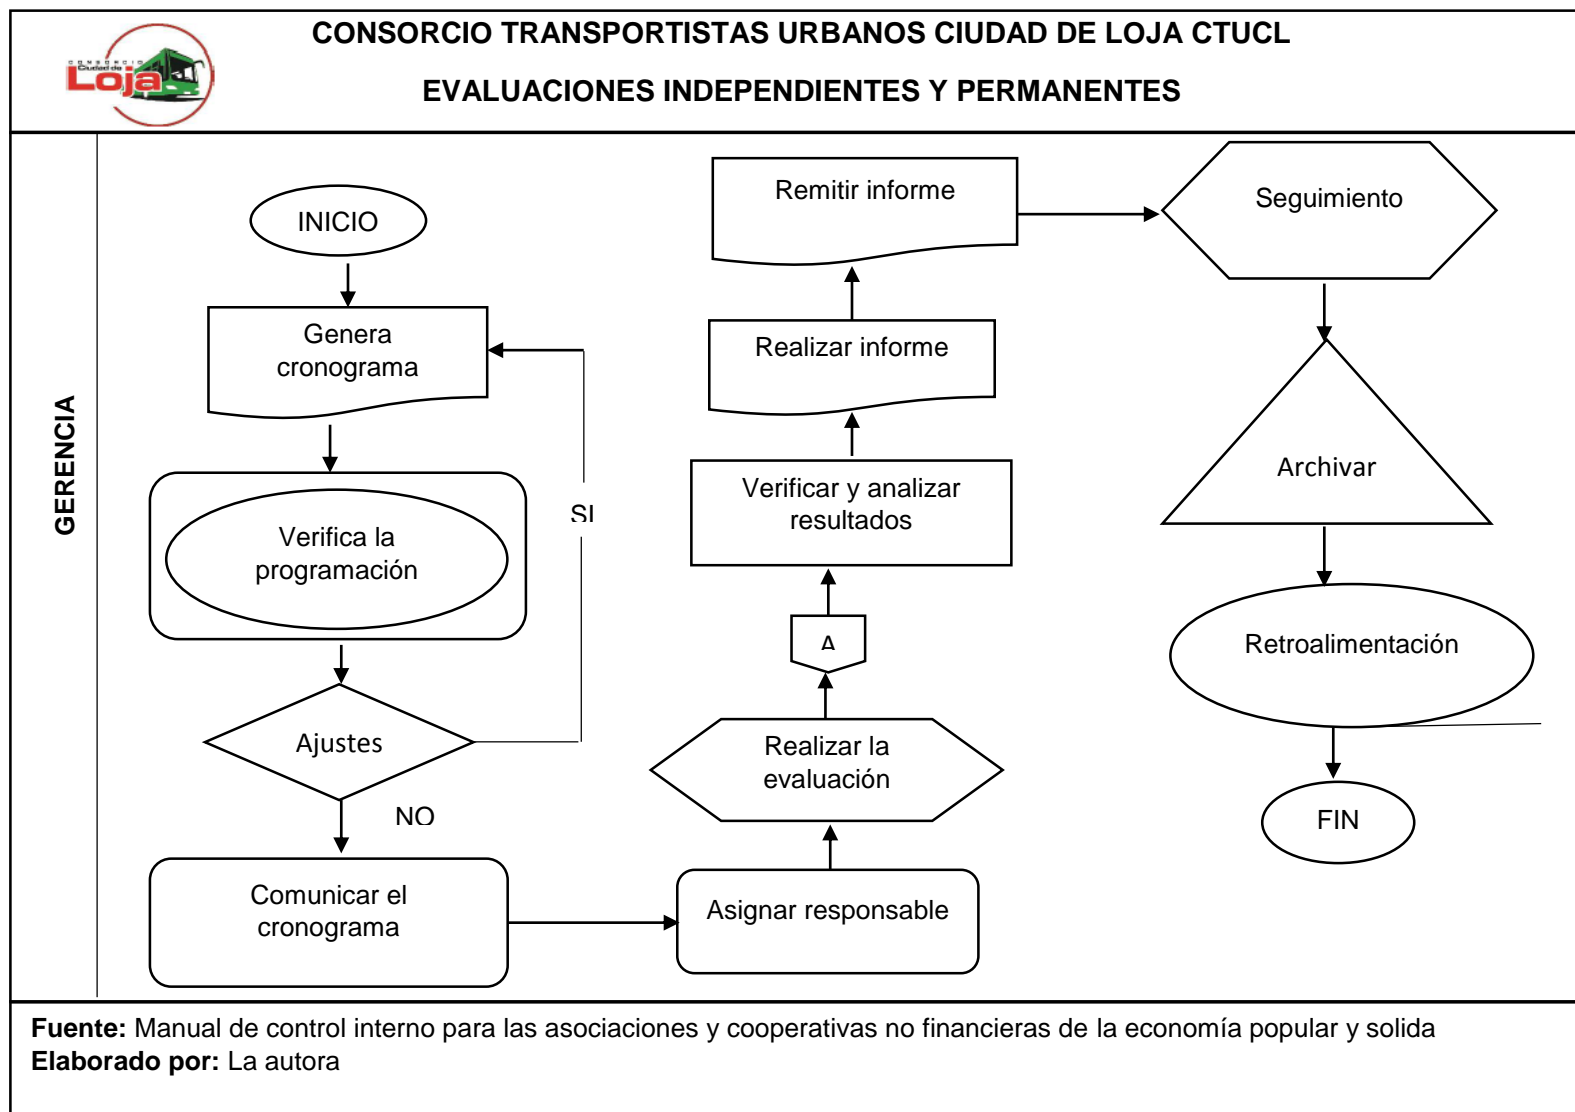 CONSORCIO TRANSPORTISTAS URBANOS CIUDAD DE LOJA CTUCL
EVALUACIONES INDEPENDIENTES Y PERMANENTES
CONSORCIO
Ciudad de
Loja
GERENCIA
INICIO
Genera
cronograma
Verifica la
programación
Ajustes
SI
NO
Comunicar el
cronograma
Asignar responsable
Realizar la
evaluación
A
Verificar y analizar
resultados
Realizar informe
Remitir informe
Seguimiento
Archivar
Retroalimentación
FIN
Fuente: Manual de control interno para las asociaciones y cooperativas no financieras de la economía popular y solida
Elaborado por: La autora